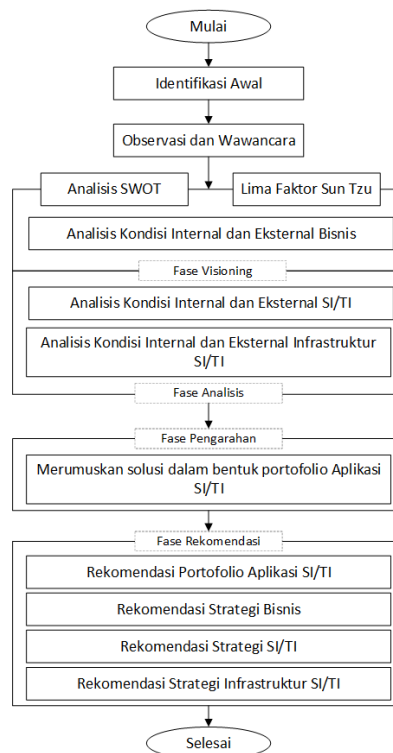 Mulai
Identifikasi Awal
Observasi dan Wawancara
Analisis SWOT
Lima Faktor Sun Tzu
Analisis Kondisi Internal dan Eksternal Bisnis
Fase Visioning
Analisis Kondisi Internal dan Eksternal SI/TI
Analisis Kondisi Internal dan Eksternal Infrastruktur
SI/TI
Fase Analisis
Fase Pengarahan
Merumuskan solusi dalam bentuk portofolio Aplikasi
SI/TI
Fase Rekomendasi
Rekomendasi Portofolio Aplikasi SI/TI
Rekomendasi Strategi Bisnis
Rekomendasi Strategi SI/TI
Rekomendasi Strategi Infrastruktur SI/TI
Selesai